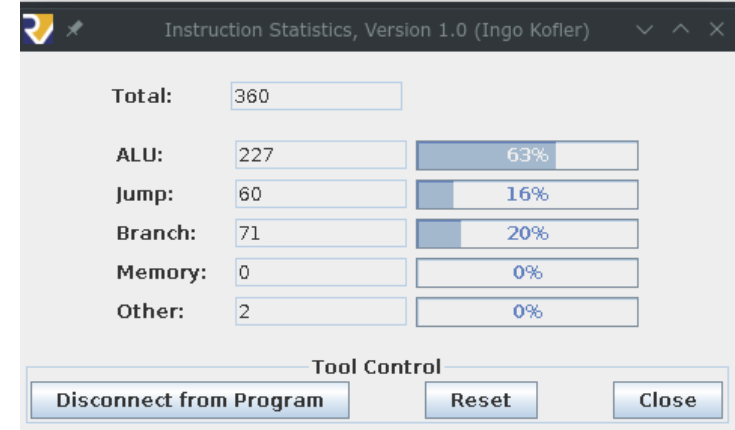 Instruction Statistics, Version 1.0 (Ingo Kofler)
Total: 360
ALU: 227 63%
Jump: 60 16%
Branch: 71 20%
Memory: 0 0%
Other: 2 0%
Tool Control
Disconnect from Program Reset Close